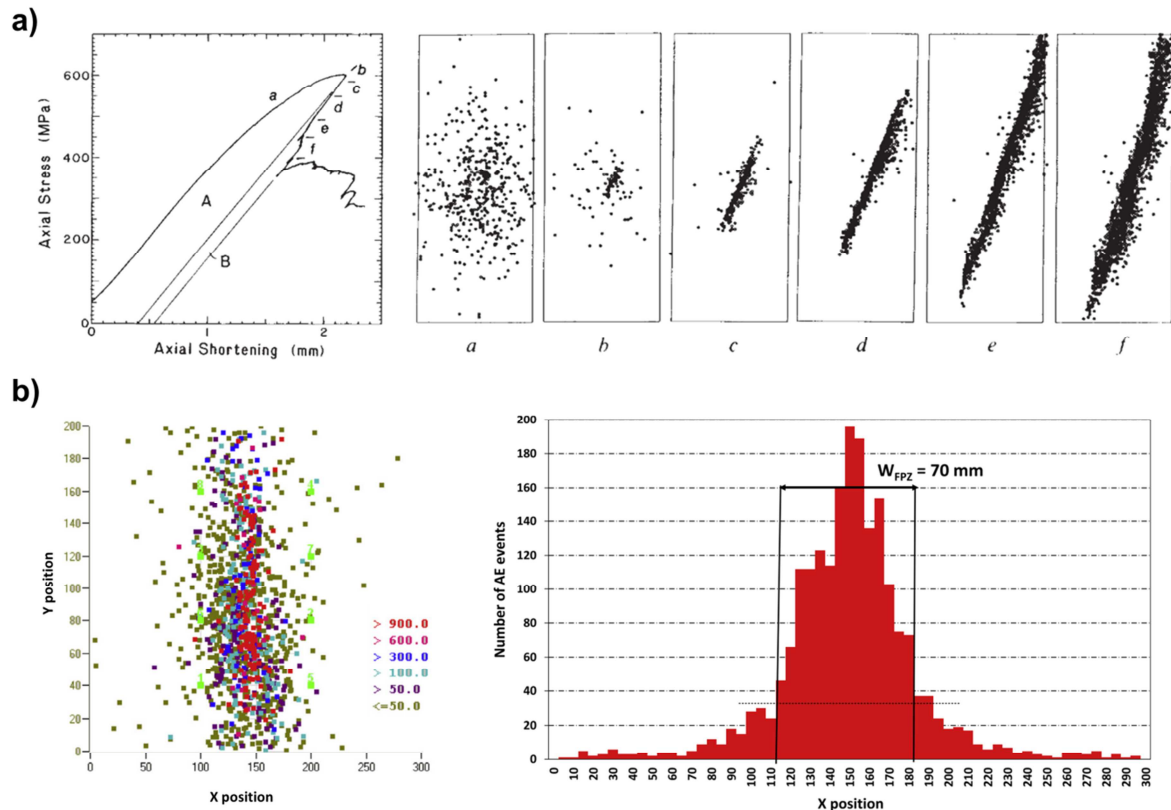 a)
Axial Stress (MPa)
600
400
200
0
a
b
c
d
e
f
A
B
0
1
2
Axial Shortening (mm)
a
b
c
d
e
f
b)
Y position
200
180
160
140
120
100
80
60
40
20
0
0 50 100 150 200 250 300
X position
> 900.0
> 600.0
> 300.0
> 100.0
> 50.0
<=50.0
4
7
2
1
5
Number of AE events
200
180
160
140
120
100
80
60
40
20
0
W_FPZ = 70 mm
0 10 20 30 40 50 60 70 80 90 100 110 120 130 140 150 160 170 180 190 200 210 220 230 240 250 260 270 280 290 300
X position